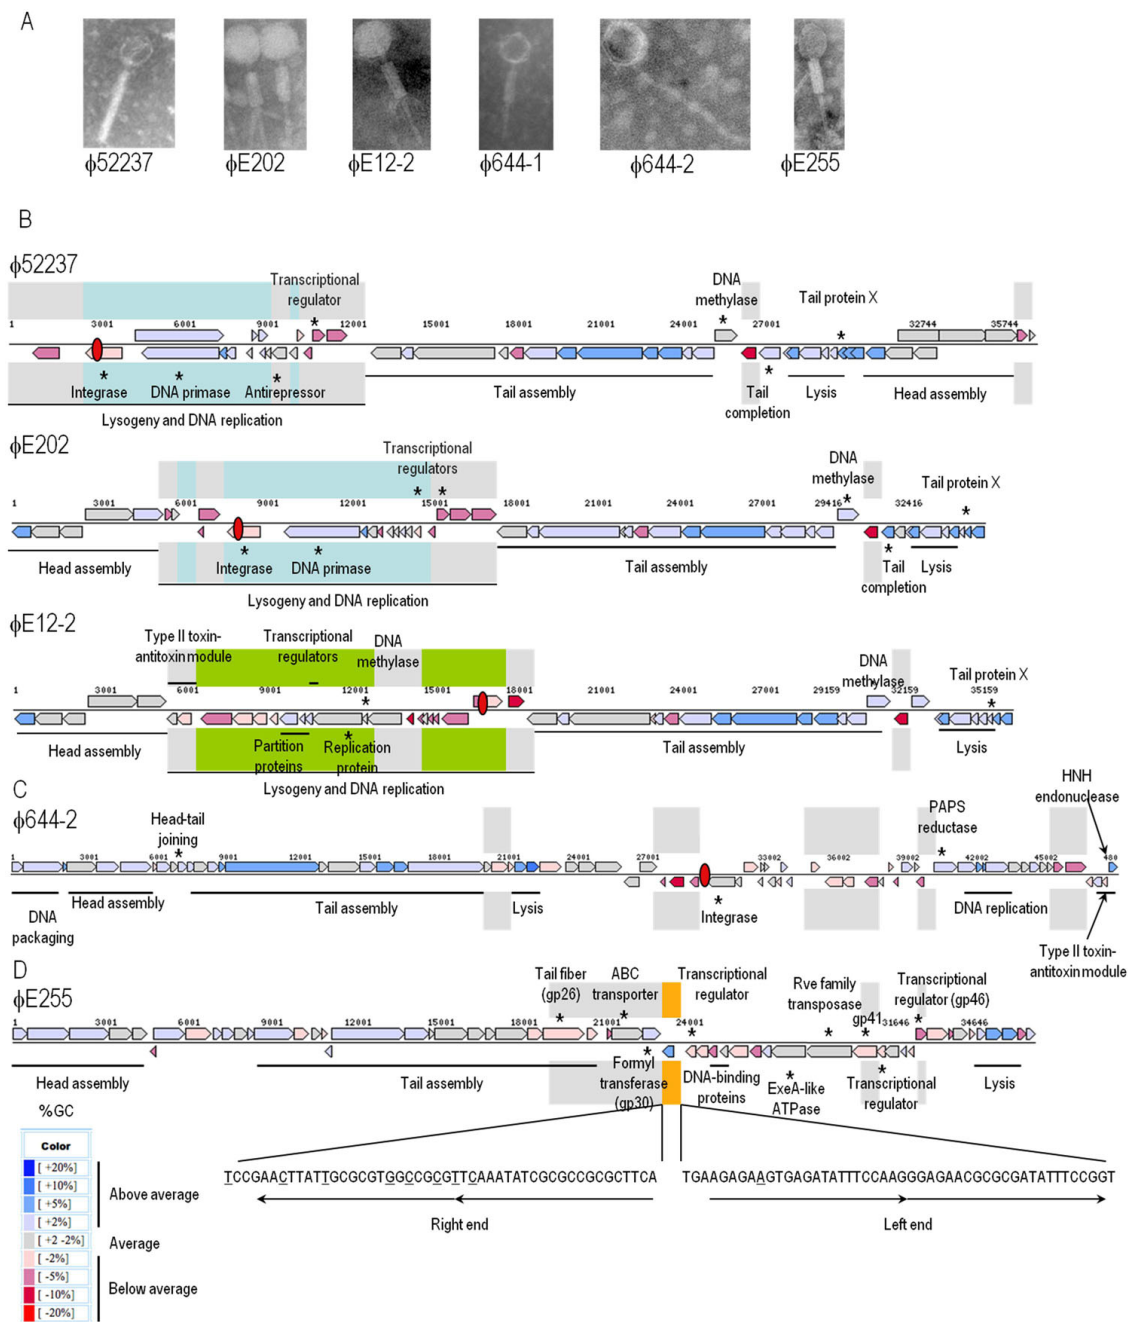 A
ϕ52237 ϕE202 ϕE12-2 ϕ644-1 ϕ644-2 ϕE255
B
ϕ52237
Transcriptional regulator
DNA methylase
Tail protein X
1 3001 6001 9001 12001 15001 18001 21001 24001 27001 32744 35744
Integrase DNA primase Antirepressor
Tail assembly
Tail completion
Lysis
Head assembly
Lysogeny and DNA replication
ϕE202
Transcriptional regulators
DNA methylase
Tail protein X
1 3001 6001 9001 12001 15001 18001 21001 24001 27001 29416 32416
Head assembly
Integrase DNA primase
Tail assembly
Tail completion
Lysis
Lysogeny and DNA replication
ϕE12-2
Type II toxin-antitoxin module
Transcriptional regulators
DNA methylase
DNA methylase
Tail protein X
1 3001 6001 9001 12001 15001 18001 21001 24001 27001 29159 32159 35159
Head assembly
Partition proteins
Replication protein
Tail assembly
Lysis
Lysogeny and DNA replication
C
ϕ644-2
Head-tail joining
PAPS reductase
HNH endonuclease
1 3001 6001 9001 12001 15001 18001 21001 24001 27001 33002 36002 39002 42002 45002 480
DNA packaging
Head assembly
Tail assembly
Lysis
Integrase
DNA replication
Type II toxin-antitoxin module
D
ϕE255
Tail fiber (gp26)
ABC transporter
Transcriptional regulator
Rve family transposase
gp41
Transcriptional regulator (gp46)
1 3001 6001 9001 12001 15001 18001 21001 24001 31646 34646
Head assembly
Tail assembly
Formyl transferase (gp30)
DNA-binding proteins
ExeA-like ATPase
Transcriptional regulator
Lysis
%GC
Color
[ +20%]
[ +10%]
[ +5%]
[ +2%]
[ +2 -2%]
[ -2%]
[ -5%]
[ -10%]
[ -20%]
Above average
Average
Below average
TCCGAACTTATTGCGCGTGGCCGCGTTCAAATATCGCGCCGCGCTTCA TGAAGAGAAGTGAGATATTTCCAAGGGAGAACGCGCGATATTTCCGGT
Right end Left end